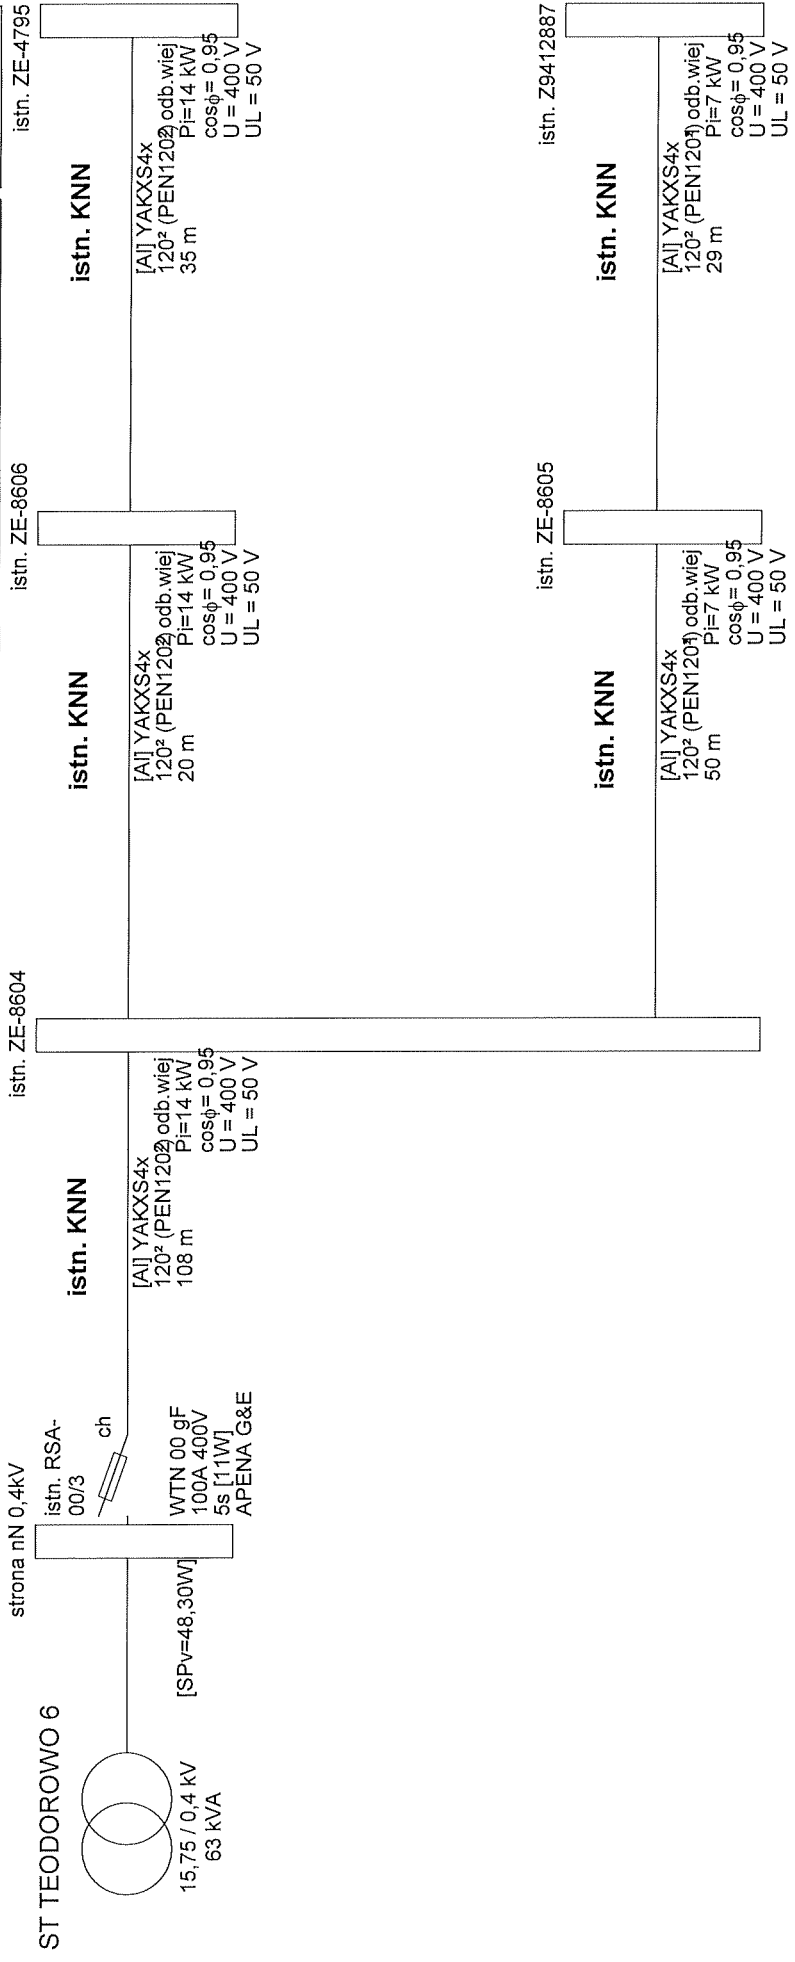 ST TEODOROWO 6
15,75 / 0,4 kV
63 kVA
strona nN 0,4kV
[SPv=48,30W]
istn. RSA-
00/3
ch
WTN 00 gF
100A 400V
5s [11W]
APENA G&E
istn. KNN
[Al] YAKXS4x
120² (PEN120²)
108 m
istn. ZE-8604
2) odb.wiej
Pi=14 kW
cosϕ= 0,95
U = 400 V
UL = 50 V
istn. KNN
[Al] YAKXS4x
120² (PEN120²)
20 m
istn. ZE-8606
2) odb.wiej
Pi=14 kW
cosϕ= 0,95
U = 400 V
UL = 50 V
istn. KNN
[Al] YAKXS4x
120² (PEN120²)
35 m
istn. ZE-4795
2) odb.wiej
Pi=14 kW
cosϕ= 0,95
U = 400 V
UL = 50 V
istn. KNN
[Al] YAKXS4x
120² (PEN120²)
50 m
istn. ZE-8605
1) odb.wiej
Pi=7 kW
cosϕ= 0,95
U = 400 V
UL = 50 V
istn. KNN
[Al] YAKXS4x
120² (PEN120²)
29 m
istn. Z9412887
1) odb.wiej
Pi=7 kW
cosϕ= 0,95
U = 400 V
UL = 50 V